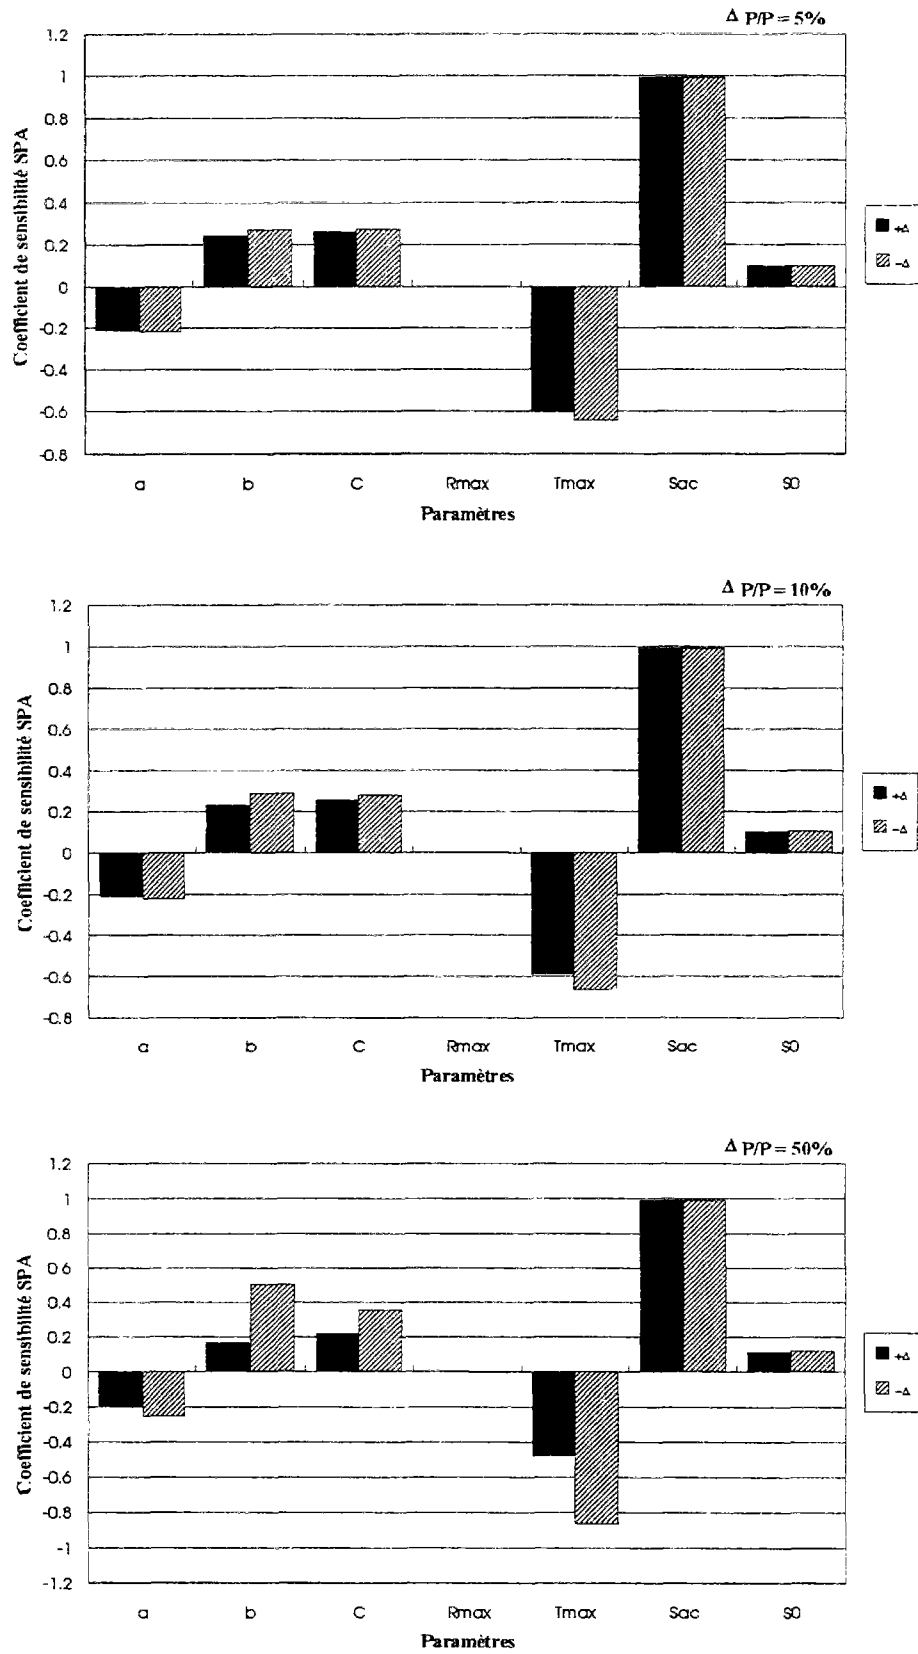 Δ P/P = 5%
1.2
1
0.8
0.6
0.4
0.2
0
-0.2
-0.4
-0.6
-0.8
Coefficient de sensibilité SPA
a b C Rmax Tmax Sac S0
Paramètres
+Δ
-Δ
Δ P/P = 10%
1.2
1
0.8
0.6
0.4
0.2
0
-0.2
-0.4
-0.6
-0.8
Coefficient de sensibilité SPA
a b C Rmax Tmax Sac S0
Paramètres
+Δ
-Δ
Δ P/P = 50%
1.2
1
0.8
0.6
0.4
0.2
0
-0.2
-0.4
-0.6
-0.8
-1
-1.2
Coefficient de sensibilité SPA
a b C Rmax Tmax Sac S0
Paramètres
+Δ
-Δ